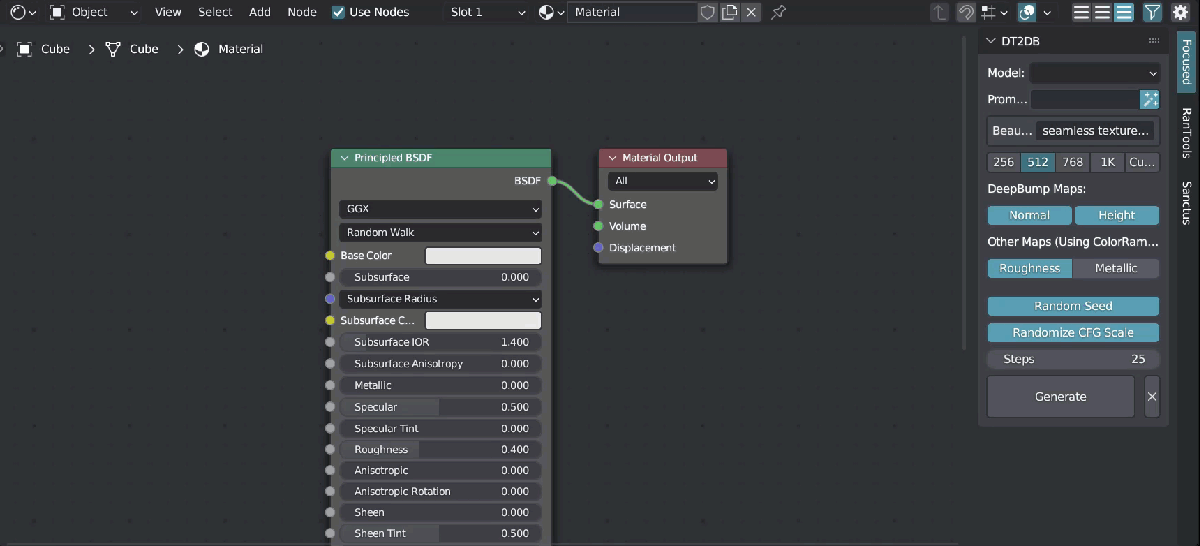 Object View Select Add Node Use Nodes Slot 1 Material
Cube Cube Material
DT2DB
Model:
Prom...
Beau... seamless texture...
256 512 768 1K Cu...
DeepBump Maps:
Normal Height
Other Maps (Using ColorRam...
Roughness Metallic
Random Seed
Randomize CFG Scale
Steps 25
Generate
Focused
RanTools
Sanctus
Principled BSDF
BSDF
GGX
Random Walk
Base Color
Subsurface 0.000
Subsurface Radius
Subsurface C...
Subsurface IOR 1.400
Subsurface Anisotropy 0.000
Metallic 0.000
Specular 0.500
Specular Tint 0.000
Roughness 0.400
Anisotropic 0.000
Anisotropic Rotation 0.000
Sheen 0.000
Sheen Tint 0.500
Material Output
All
Surface
Volume
Displacement